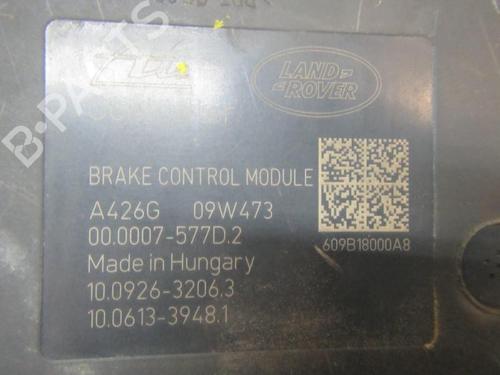 LAND
ROVER
BRAKE CONTROL MODULE
A426G 09W473
00.0007-577D.2
609B18000A8
Made in Hungary
10.0926-3206.3
10.0613-3948.1
B-PARTS